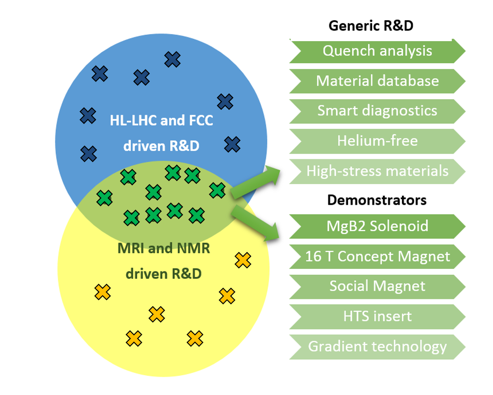 Generic R&D
Quench analysis
Material database
Smart diagnostics
Helium-free
High-stress materials
HL-LHC and FCC
driven R&D
MRI and NMR
driven R&D
Demonstrators
MgB2 Solenoid
16 T Concept Magnet
Social Magnet
HTS insert
Gradient technology